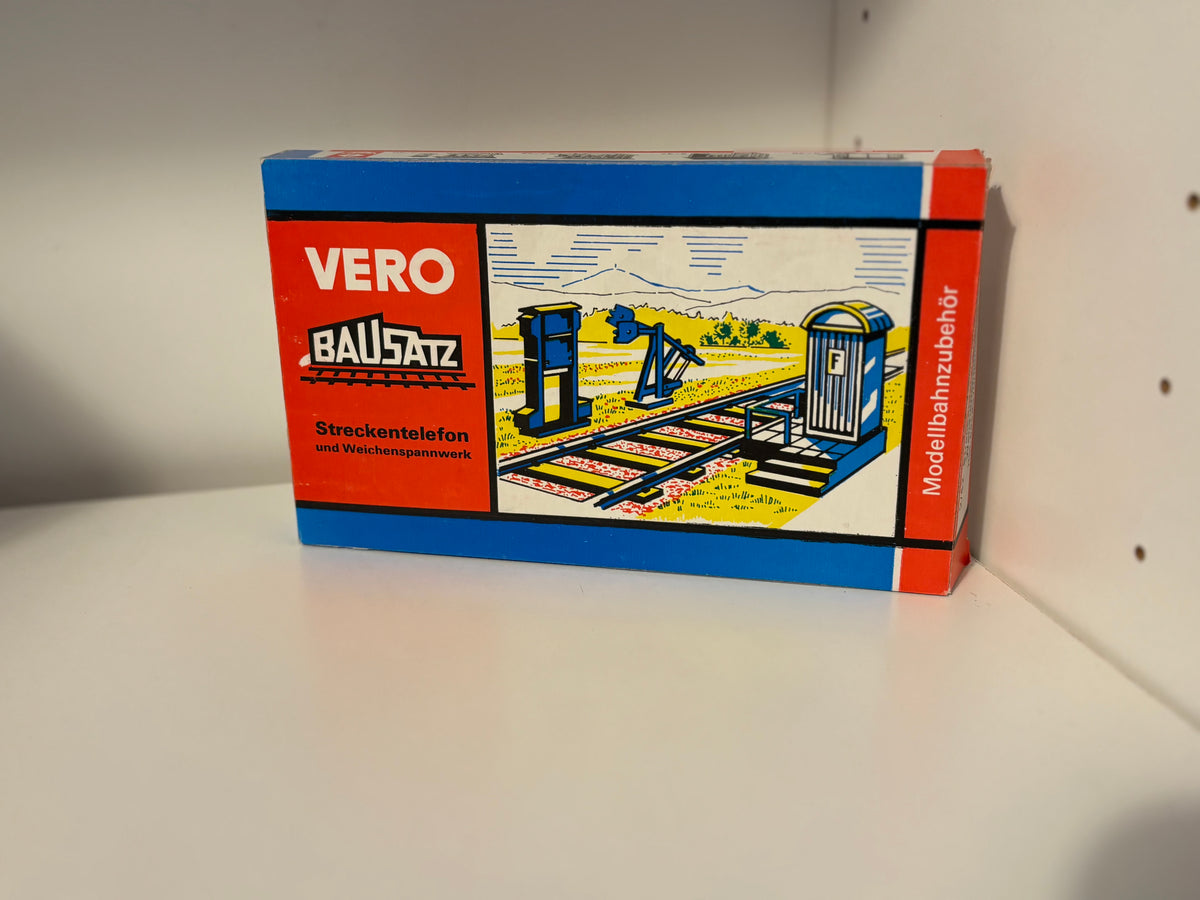 VERO
BAUSATZ
Streckentelefon
und Weichenspannwerk
F
Modellbahnzubehör